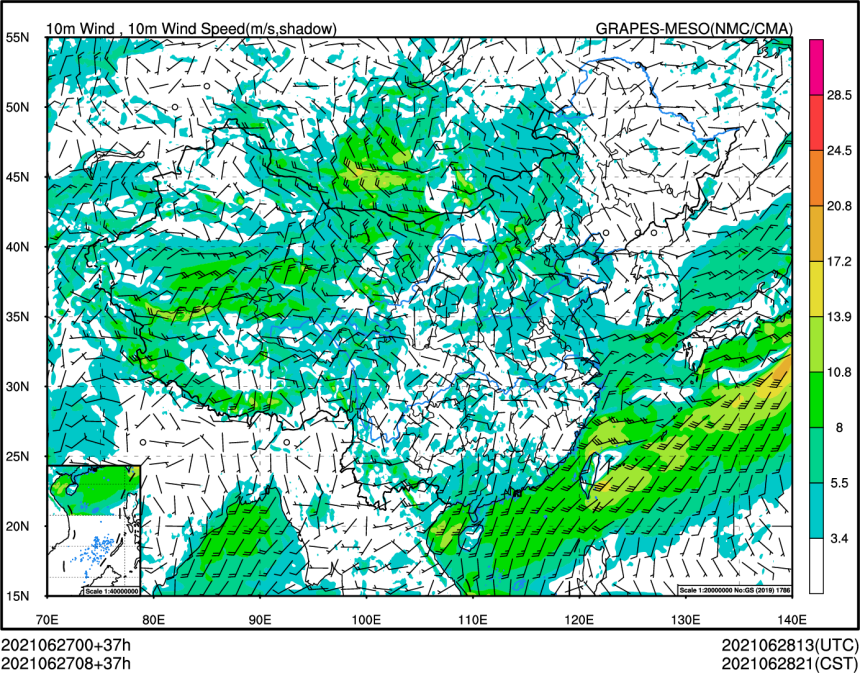 10m Wind , 10m Wind Speed(m/s,shadow) GRAPES-MESO(NMC/CMA)
55N
50N
45N
40N
35N
30N
25N
20N
15N
70E 80E 90E 100E 110E 120E 130E 140E
28.5
24.5
20.8
17.2
13.9
10.8
8
5.5
3.4
Scale 1:40000000
Scale 1:20000000 No:GS (2019) 1786
2021062700+37h 2021062813(UTC)
2021062708+37h 2021062821(CST)